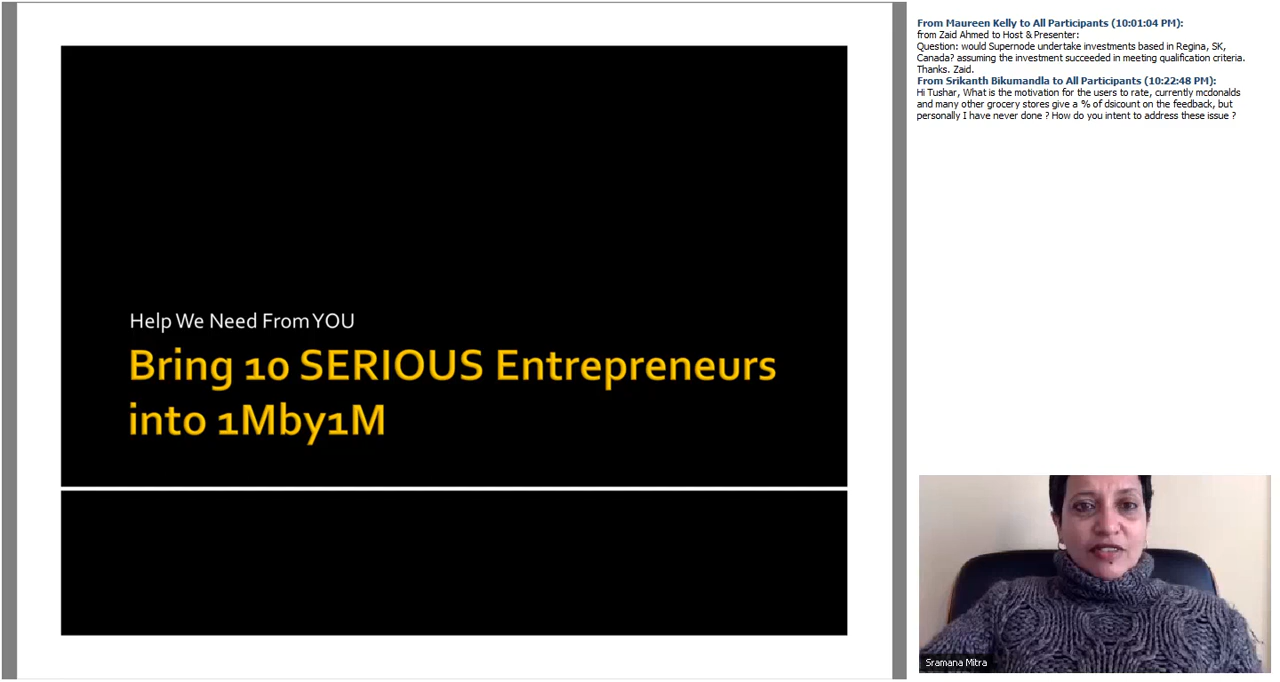 Help We Need From YOU
Bring 10 SERIOUS Entrepreneurs
into 1Mby1M
From Maureen Kelly to All Participants (10:01:04 PM):
from Zaid Ahmed to Host & Presenter:
Question: would Supernode undertake investments based in Regina, SK,
Canada? assuming the investment succeeded in meeting qualification criteria.
Thanks. Zaid.
From Srikanth Bikumandla to All Participants (10:22:48 PM):
Hi Tushar, What is the motivation for the users to rate, currently mcdonalds
and many other grocery stores give a % of dsicount on the feedback, but
personally I have never done ? How do you intent to address these issue ?
Sramana Mitra